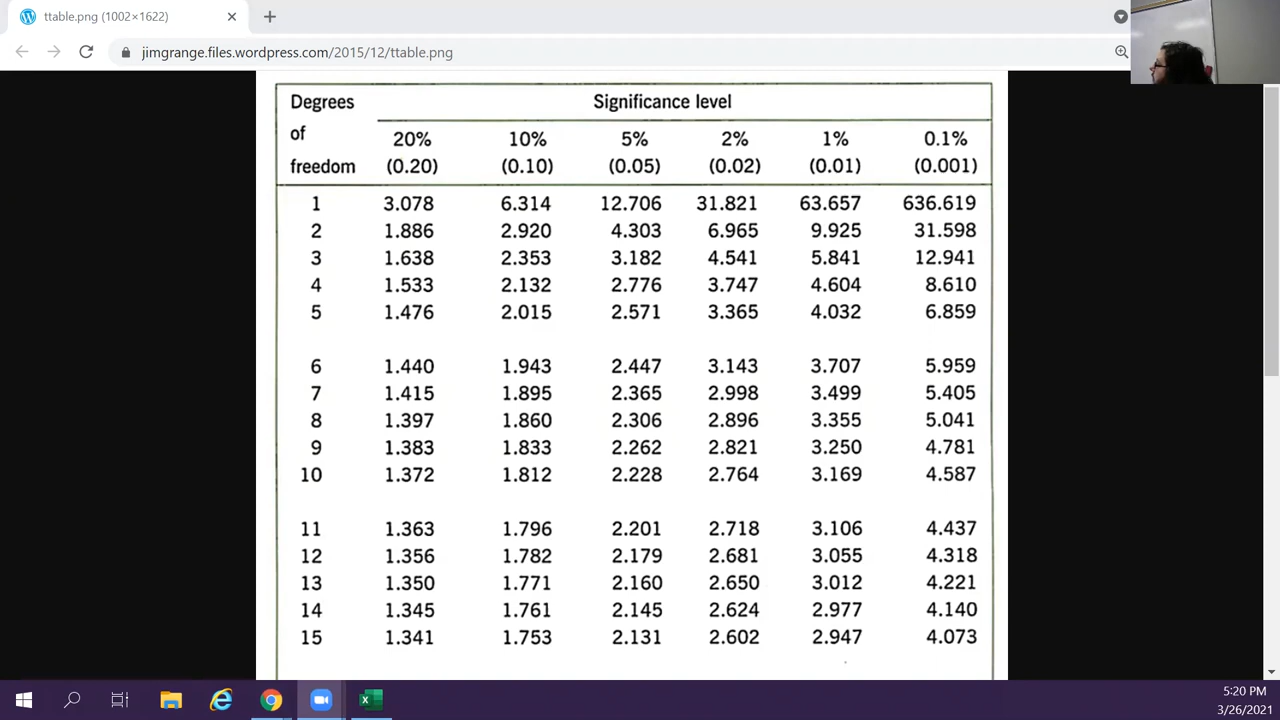 ttable.png (1002×1622)
jimgrange.files.wordpress.com/2015/12/ttable.png
Degrees Significance level
of
20% 10% 5% 2% 1% 0.1%
freedom (0.20) (0.10) (0.05) (0.02) (0.01) (0.001)
1 3.078 6.314 12.706 31.821 63.657 636.619
2 1.886 2.920 4.303 6.965 9.925 31.598
3 1.638 2.353 3.182 4.541 5.841 12.941
4 1.533 2.132 2.776 3.747 4.604 8.610
5 1.476 2.015 2.571 3.365 4.032 6.859
6 1.440 1.943 2.447 3.143 3.707 5.959
7 1.415 1.895 2.365 2.998 3.499 5.405
8 1.397 1.860 2.306 2.896 3.355 5.041
9 1.383 1.833 2.262 2.821 3.250 4.781
10 1.372 1.812 2.228 2.764 3.169 4.587
11 1.363 1.796 2.201 2.718 3.106 4.437
12 1.356 1.782 2.179 2.681 3.055 4.318
13 1.350 1.771 2.160 2.650 3.012 4.221
14 1.345 1.761 2.145 2.624 2.977 4.140
15 1.341 1.753 2.131 2.602 2.947 4.073
5:20 PM
3/26/2021